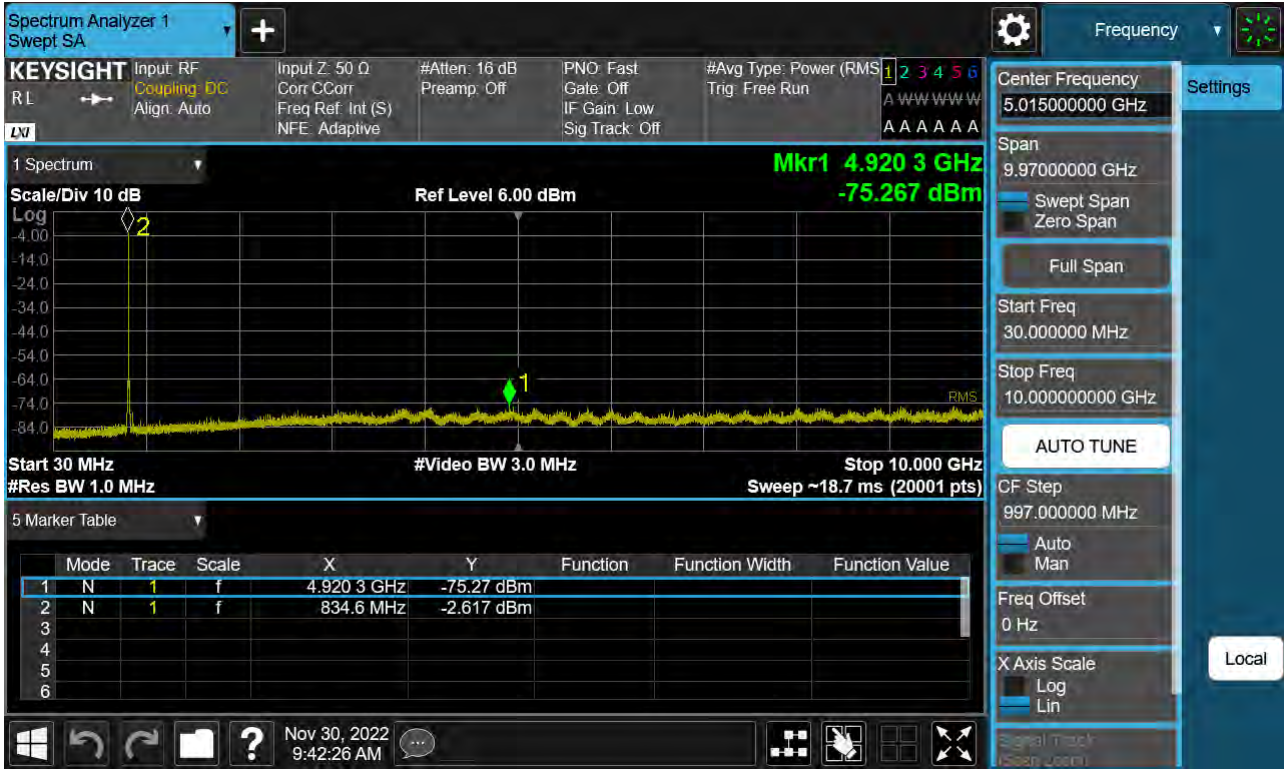 Spectrum Analyzer 1
Swept SA
+
Frequency
KEYSIGHT
RL
LXI
Input: RF
Coupling: DC
Align: Auto
Input Z: 50 Ω
Corr CCorr
Freq Ref: Int (S)
NFE: Adaptive
#Atten: 16 dB
Preamp: Off
PNO: Fast
Gate: Off
IF Gain: Low
Sig Track: Off
#Avg Type: Power (RMS
Trig: Free Run
1 2 3 4 5 6
A W W W W W
A A A A A A
1 Spectrum
Mkr1 4.920 3 GHz
-75.267 dBm
Scale/Div 10 dB
Ref Level 6.00 dBm
Log
-4.00
-14.0
-24.0
-34.0
-44.0
-54.0
-64.0
-74.0
-84.0
2
1
RMS
Start 30 MHz
#Video BW 3.0 MHz
Stop 10.000 GHz
#Res BW 1.0 MHz
Sweep ~18.7 ms (20001 pts)
5 Marker Table
Mode Trace Scale X Y Function Function Width Function Value
1 N 1 f 4.920 3 GHz -75.27 dBm
2 N 1 f 834.6 MHz -2.617 dBm
3
4
5
6
Nov 30, 2022
9:42:26 AM
?
Center Frequency
5.015000000 GHz
Settings
Span
9.97000000 GHz
Swept Span
Zero Span
Full Span
Start Freq
30.000000 MHz
Stop Freq
10.000000000 GHz
AUTO TUNE
CF Step
997.000000 MHz
Auto
Man
Freq Offset
0 Hz
X Axis Scale
Log
Lin
Local
Signal Track
(Span Zoom)